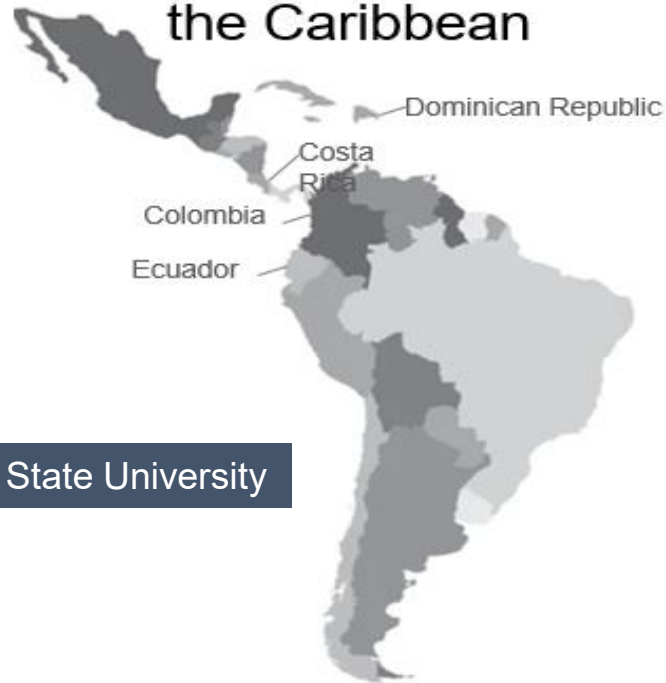 the Caribbean
Dominican Republic
Costa
Rica
Colombia
Ecuador
State University